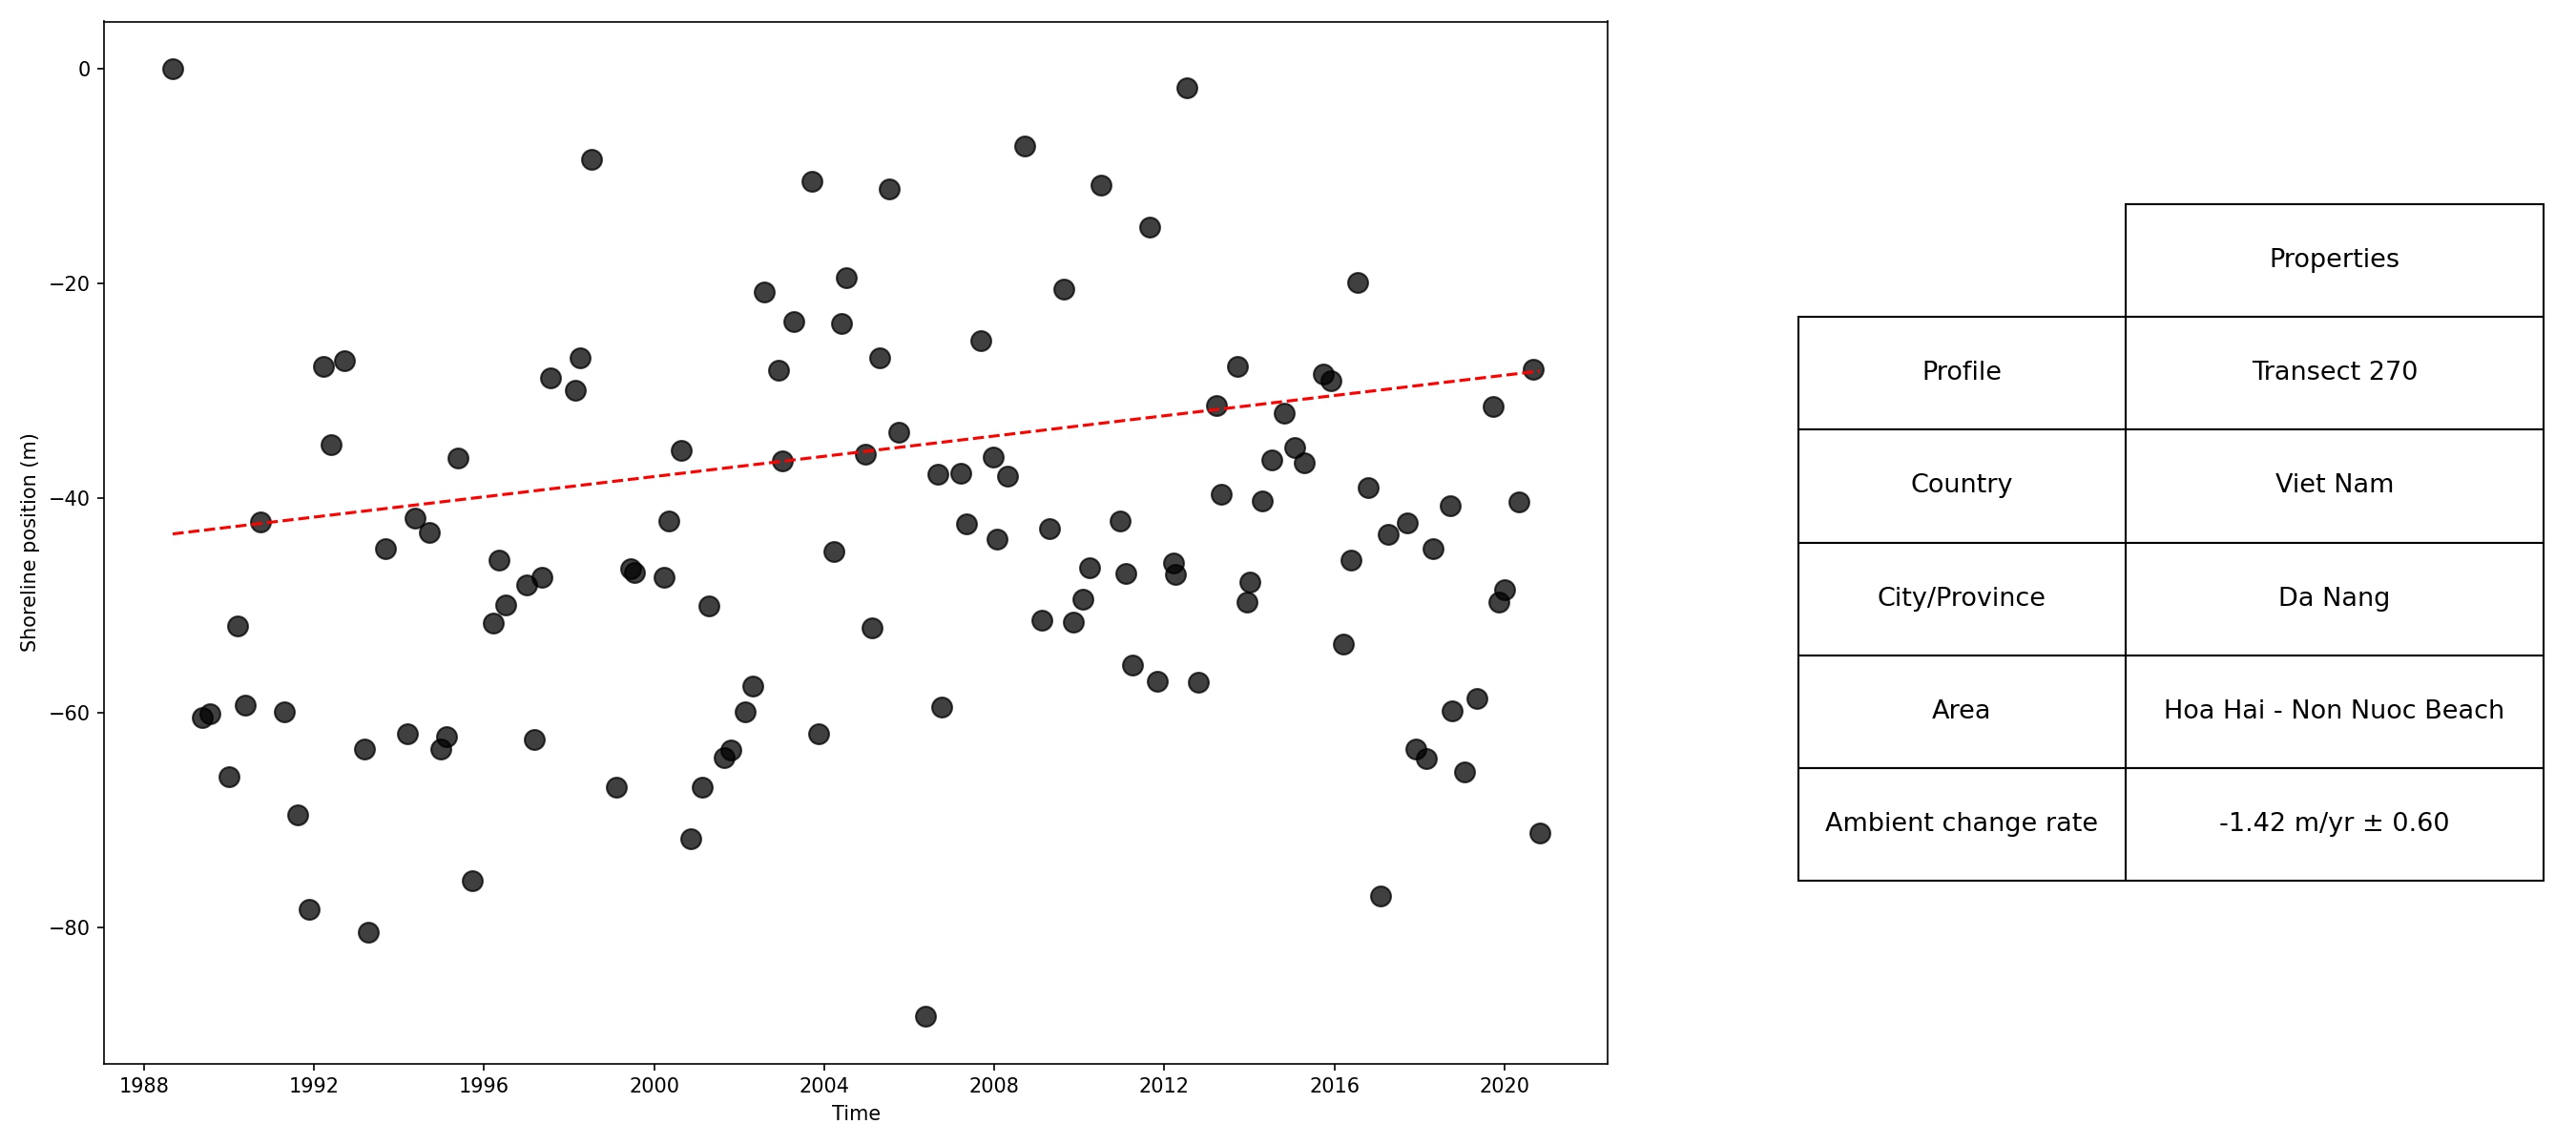 0
−20
−40
−60
−80
Shoreline position (m)
1988 1992 1996 2000 2004 2008 2012 2016 2020
Time
Properties
Profile Transect 270
Country Viet Nam
City/Province Da Nang
Area Hoa Hai - Non Nuoc Beach
Ambient change rate -1.42 m/yr ± 0.60